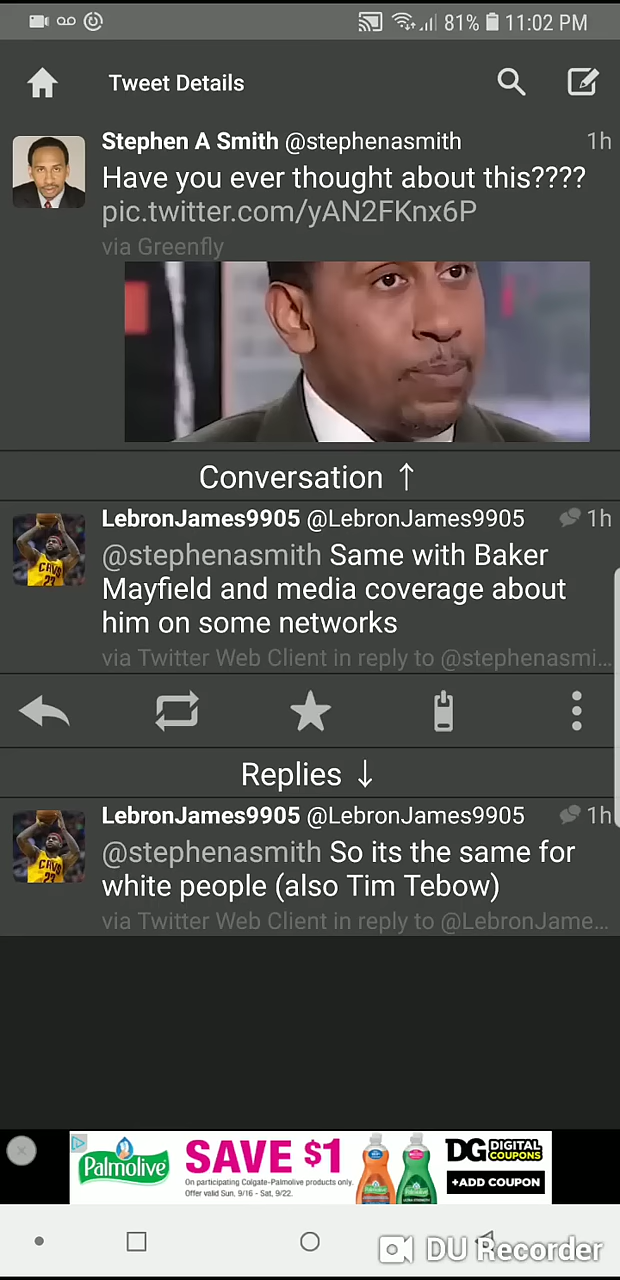 81% 11:02 PM
Tweet Details
Stephen A Smith @stephenasmith 1h
Have you ever thought about this????
pic.twitter.com/yAN2FKnx6P
via Greenfly
Conversation ↑
LebronJames9905 @LebronJames9905 1h
@stephenasmith Same with Baker
Mayfield and media coverage about
him on some networks
via Twitter Web Client in reply to @stephenasmi...
Replies ↓
LebronJames9905 @LebronJames9905 1h
@stephenasmith So its the same for
white people (also Tim Tebow)
via Twitter Web Client in reply to @LebronJame...
Palmolive
SAVE $1
On participating Colgate-Palmolive products only.
Offer valid Sun, 9/16 - Sat, 9/22.
DG DIGITAL
COUPONS
+ADD COUPON
DU Recorder